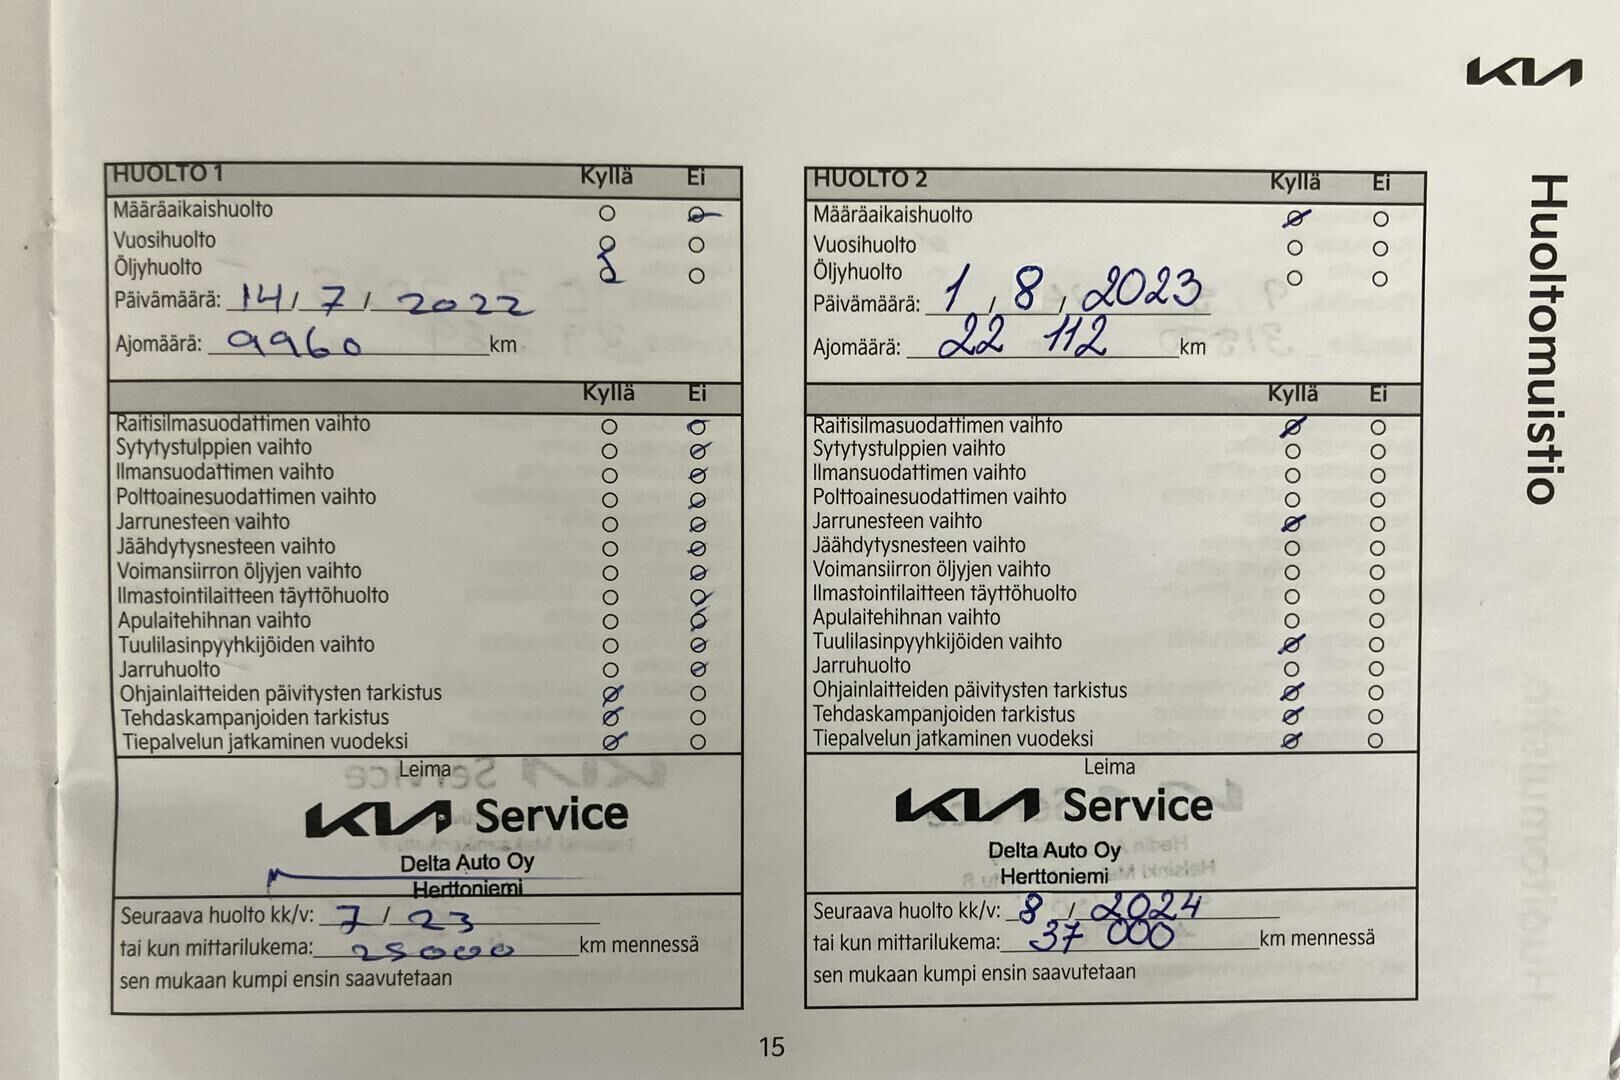 KIA
Huoltomuistio
HUOLTO 1 Kyllä Ei
Määräaikaishuolto
Vuosihuolto
Öljyhuolto
Päivämäärä: 14 / 7 / 2022
Ajomäärä: 9960 km
Kyllä Ei
Raitisilmasuodattimen vaihto
Sytytystulppien vaihto
Ilmansuodattimen vaihto
Polttoainesuodattimen vaihto
Jarrunesteen vaihto
Jäähdytysnesteen vaihto
Voimansiirron öljyjen vaihto
Ilmastointilaitteen täyttöhuolto
Apulaitehihnan vaihto
Tuulilasinpyyhkijöiden vaihto
Jarruhuolto
Ohjainlaitteiden päivitysten tarkistus
Tehdaskampanjoiden tarkistus
Tiepalvelun jatkaminen vuodeksi
Leima
KIA Service
Delta Auto Oy
Herttoniemi
Seuraava huolto kk/v: 7 / 23
tai kun mittarilukema: 25000 km mennessä
sen mukaan kumpi ensin saavutetaan
HUOLTO 2 Kyllä Ei
Määräaikaishuolto
Vuosihuolto
Öljyhuolto
Päivämäärä: 1 / 8 / 2023
Ajomäärä: 22 112 km
Kyllä Ei
Raitisilmasuodattimen vaihto
Sytytystulppien vaihto
Ilmansuodattimen vaihto
Polttoainesuodattimen vaihto
Jarrunesteen vaihto
Jäähdytysnesteen vaihto
Voimansiirron öljyjen vaihto
Ilmastointilaitteen täyttöhuolto
Apulaitehihnan vaihto
Tuulilasinpyyhkijöiden vaihto
Jarruhuolto
Ohjainlaitteiden päivitysten tarkistus
Tehdaskampanjoiden tarkistus
Tiepalvelun jatkaminen vuodeksi
Leima
KIA Service
Delta Auto Oy
Herttoniemi
Seuraava huolto kk/v: 8 / 2024
tai kun mittarilukema: 37 000 km mennessä
sen mukaan kumpi ensin saavutetaan
15